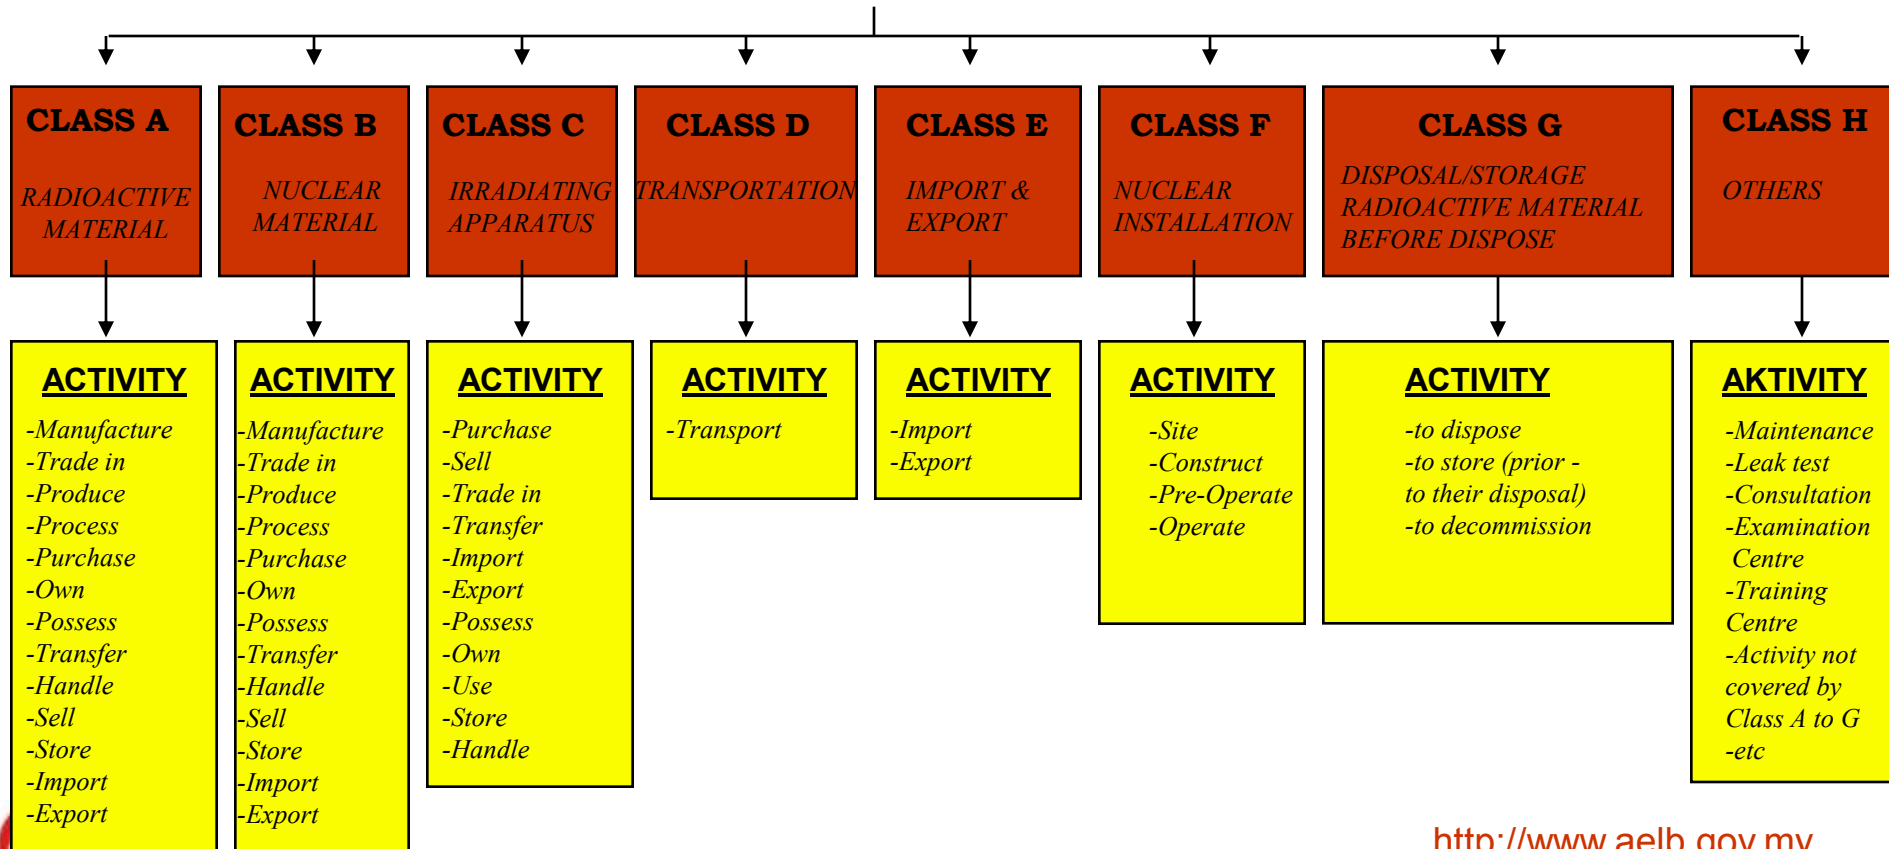 CLASS A
RADIOACTIVE
MATERIAL
CLASS B
NUCLEAR
MATERIAL
CLASS C
IRRADIATING
APPARATUS
CLASS D
TRANSPORTATION
CLASS E
IMPORT &
EXPORT
CLASS F
NUCLEAR
INSTALLATION
CLASS G
DISPOSAL/STORAGE
RADIOACTIVE MATERIAL
BEFORE DISPOSE
CLASS H
OTHERS
ACTIVITY
-Manufacture
-Trade in
-Produce
-Process
-Purchase
-Own
-Possess
-Transfer
-Handle
-Sell
-Store
-Import
-Export
ACTIVITY
-Manufacture
-Trade in
-Produce
-Process
-Purchase
-Own
-Possess
-Transfer
-Handle
-Sell
-Store
-Import
-Export
ACTIVITY
-Purchase
-Sell
-Trade in
-Transfer
-Import
-Export
-Possess
-Own
-Use
-Store
-Handle
ACTIVITY
-Transport
ACTIVITY
-Import
-Export
ACTIVITY
-Site
-Construct
-Pre-Operate
-Operate
ACTIVITY
-to dispose
-to store (prior -
to their disposal)
-to decommission
AKTIVITY
-Maintenance
-Leak test
-Consultation
-Examination
Centre
-Training
Centre
-Activity not
covered by
Class A to G
-etc
http://www.aelb.gov.my